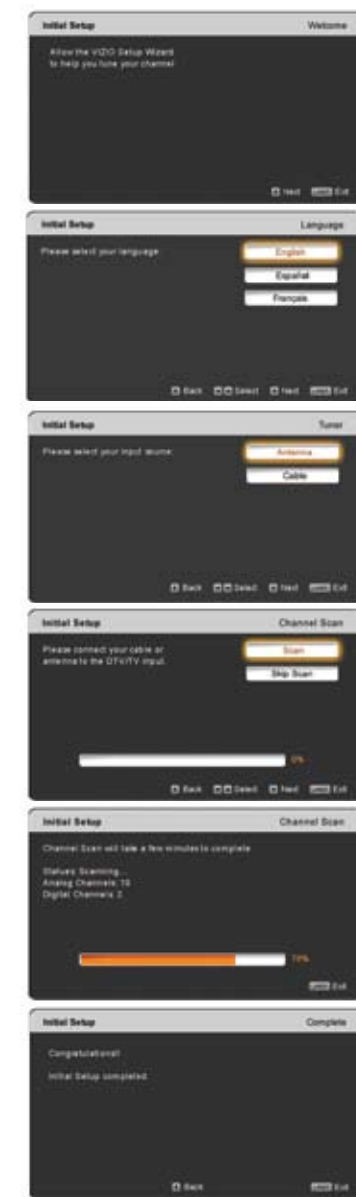 Initial Setup Welcome
Allow the VIZIO Setup Wizard
to help you tune your channel
Next Exit
Initial Setup Language
Please select your language: English
Español
Français
Back Select Next Exit
Initial Setup Tuner
Please select your input source: Antenna
Cable
Back Select Next Exit
Initial Setup Channel Scan
Please connect your cable or
antenna to the DTV/TV input. Scan
Skip Scan
0%
Back Select Next Exit
Initial Setup Channel Scan
Channel Scan will take a few minutes to complete
Status: Scanning...
Analog Channels: 10
Digital Channels: 2
Exit
Initial Setup Complete
Congratulations!
Initial Setup completed.
Back Exit